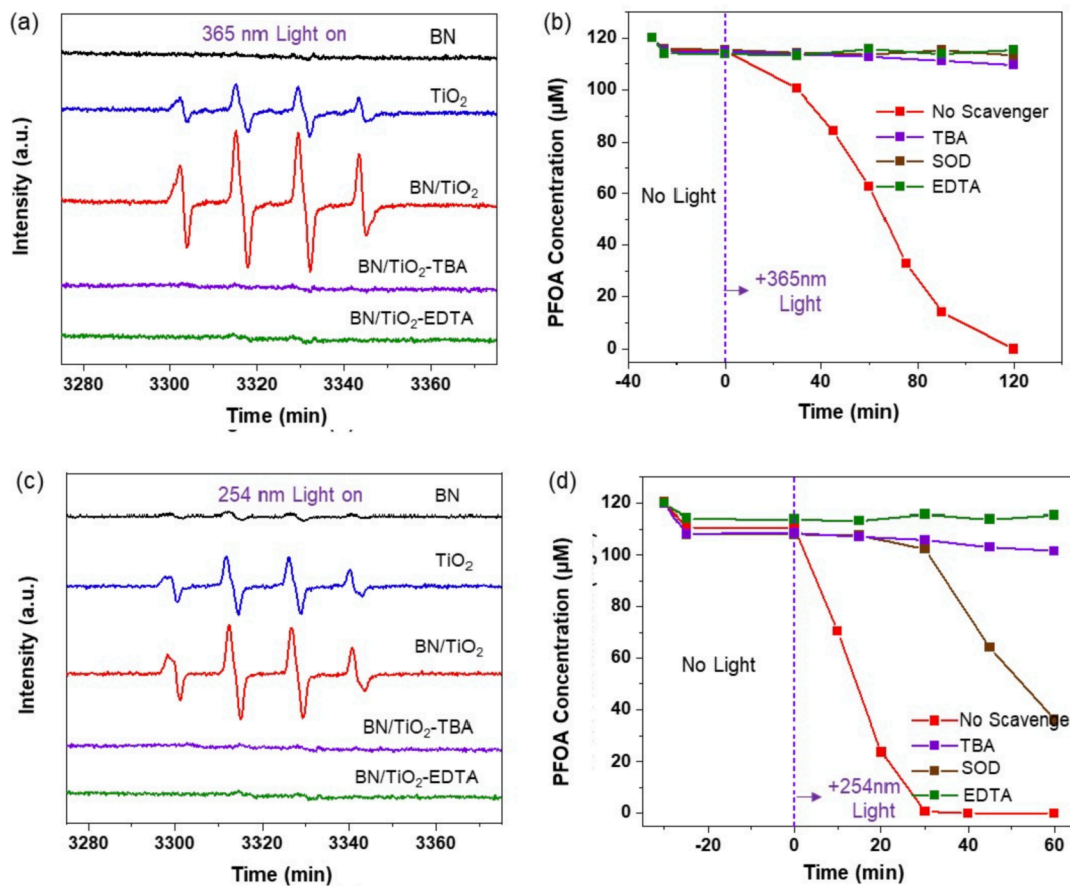 (a)
365 nm Light on
BN
TiO2
BN/TiO2
BN/TiO2-TBA
BN/TiO2-EDTA
Intensity (a.u.)
3280 3300 3320 3340 3360
Time (min)
(b)
120
100
80
60
40
20
0
PFOA Concentration (µM)
No Scavenger
TBA
SOD
EDTA
No Light
+365nm
Light
-40 0 40 80 120
Time (min)
(c)
254 nm Light on
BN
TiO2
BN/TiO2
BN/TiO2-TBA
BN/TiO2-EDTA
Intensity (a.u.)
3280 3300 3320 3340 3360
Time (min)
(d)
120
100
80
60
40
20
0
PFOA Concentration (µM)
No Light
No Scavenge
TBA
SOD
EDTA
+254nm
Light
-20 0 20 40 60
Time (min)